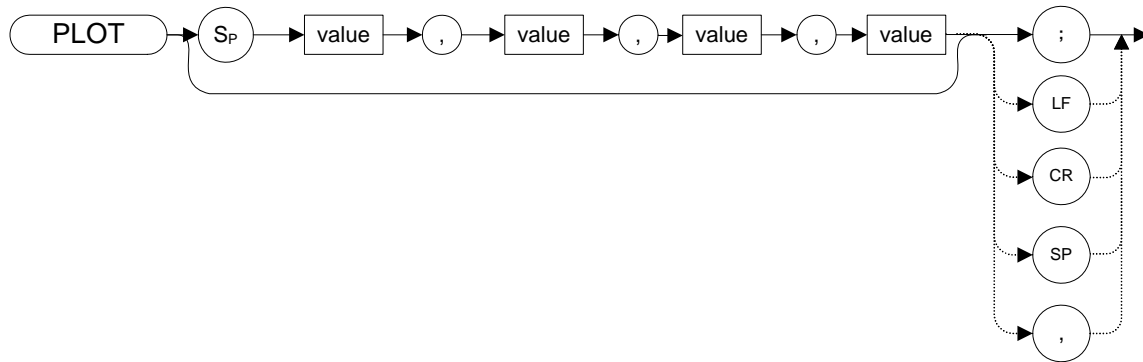 PLOT SP value , value , value , value ;
LF
CR
SP
,